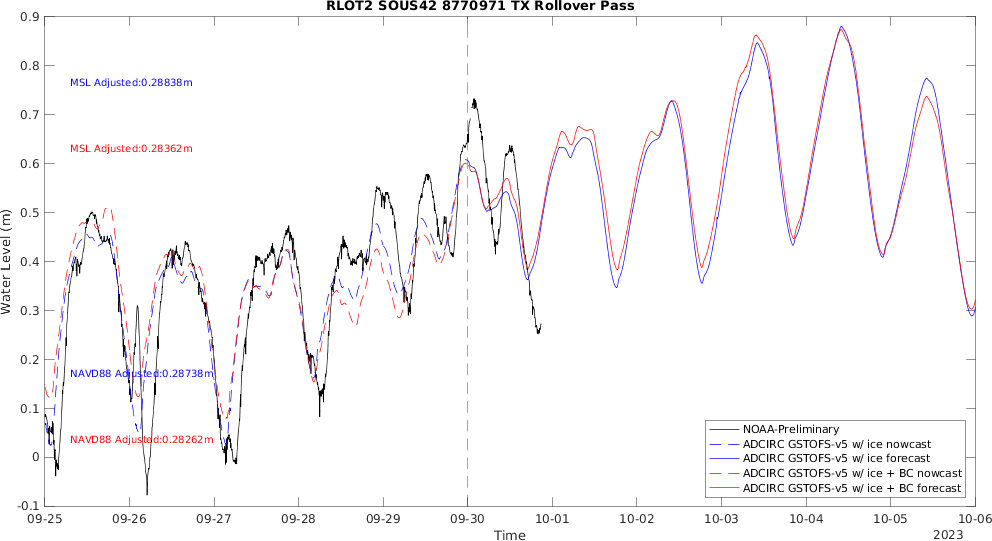 RLOT2 SOUS42 8770971 TX Rollover Pass
Water Level (m)
0.9
0.8
0.7
0.6
0.5
0.4
0.3
0.2
0.1
0
-0.1
MSL Adjusted:0.28838m
MSL Adjusted:0.28362m
NAVD88 Adjusted:0.28738m
NAVD88 Adjusted:0.28262m
NOAA-Preliminary
ADCIRC GSTOFS-v5 w/ ice nowcast
ADCIRC GSTOFS-v5 w/ ice forecast
ADCIRC GSTOFS-v5 w/ ice + BC nowcast
ADCIRC GSTOFS-v5 w/ ice + BC forecast
09-25 09-26 09-27 09-28 09-29 09-30 10-01 10-02 10-03 10-04 10-05 10-06
Time
2023